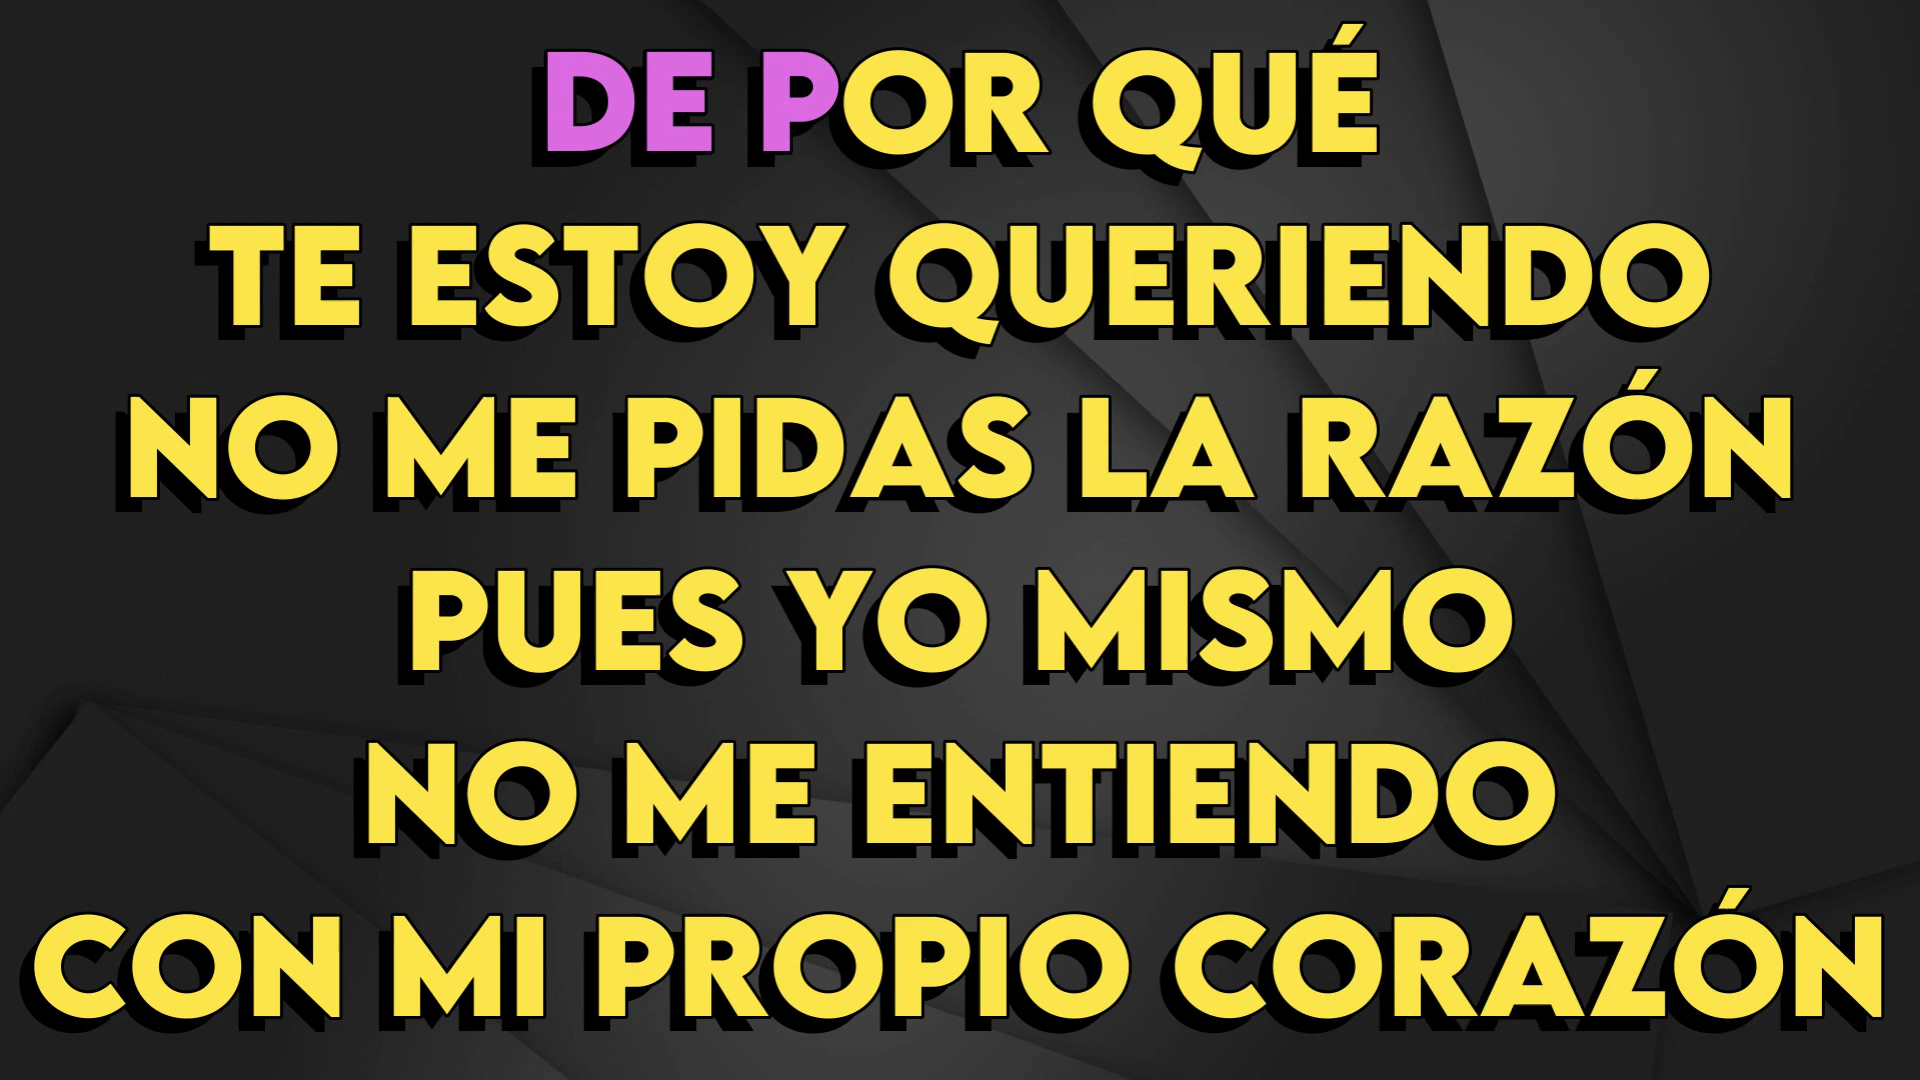 DE POR QUÉ
TE ESTOY QUERIENDO
NO ME PIDAS LA RAZÓN
PUES YO MISMO
NO ME ENTIENDO
CON MI PROPIO CORAZÓN